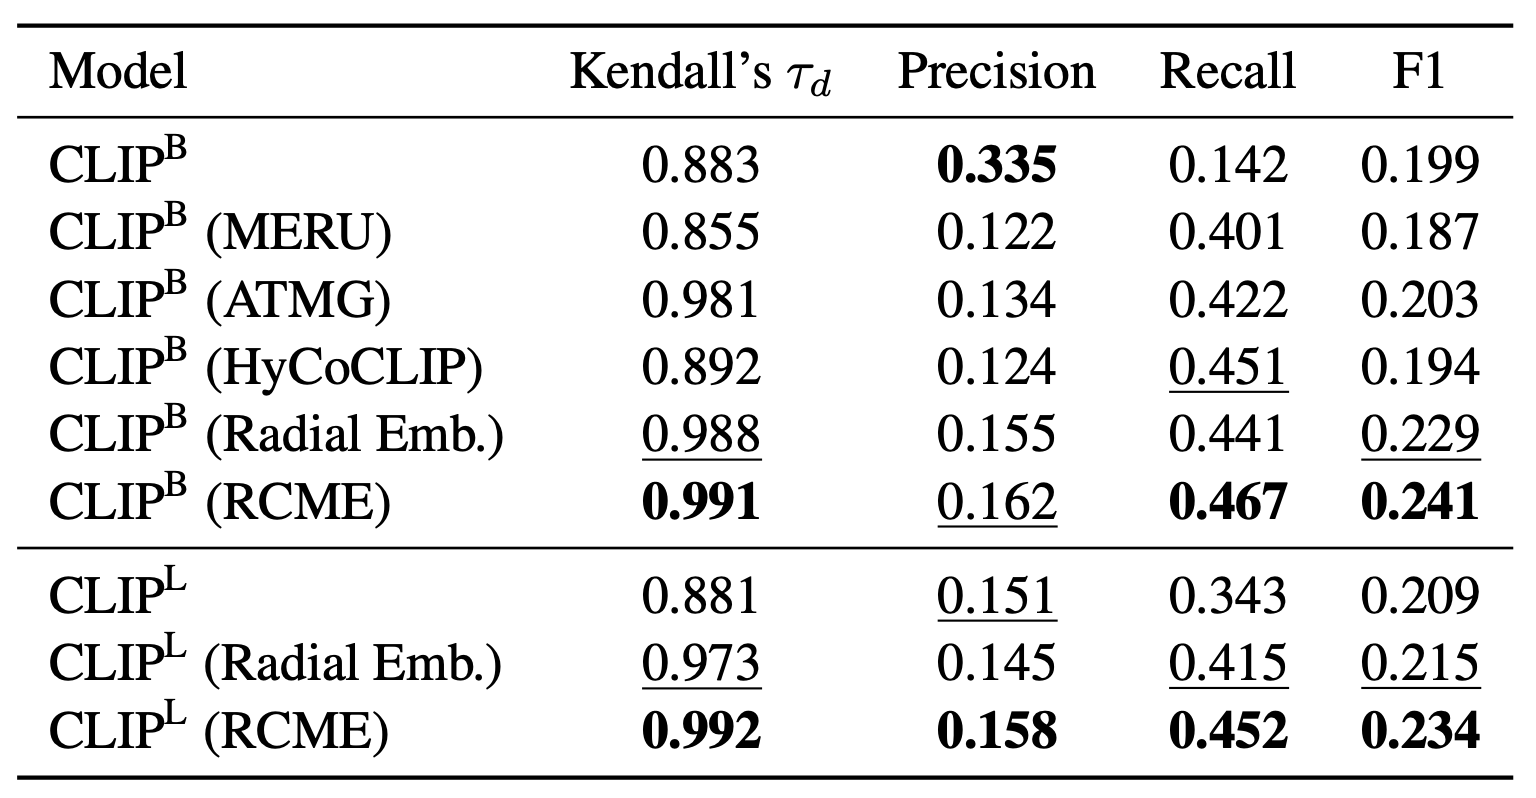 Model Kendall's τd Precision Recall F1
CLIP^B 0.883 0.335 0.142 0.199
CLIP^B (MERU) 0.855 0.122 0.401 0.187
CLIP^B (ATMG) 0.981 0.134 0.422 0.203
CLIP^B (HyCoCLIP) 0.892 0.124 0.451 0.194
CLIP^B (Radial Emb.) 0.988 0.155 0.441 0.229
CLIP^B (RCME) 0.991 0.162 0.467 0.241
CLIP^L 0.881 0.151 0.343 0.209
CLIP^L (Radial Emb.) 0.973 0.145 0.415 0.215
CLIP^L (RCME) 0.992 0.158 0.452 0.234